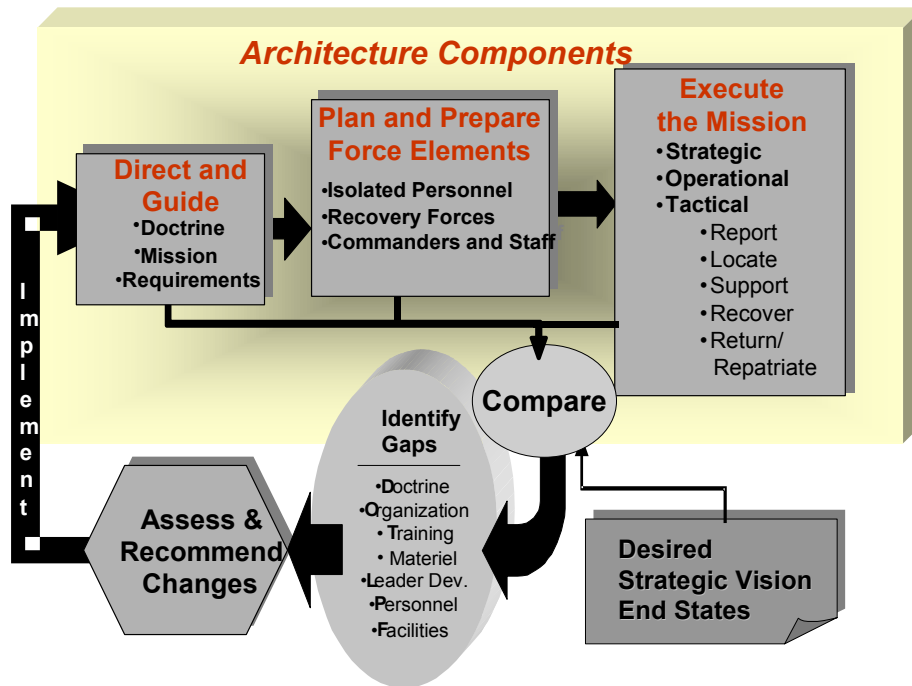 Architecture Components
Direct and
Guide
•Doctrine
•Mission
•Requirements
Plan and Prepare
Force Elements
•Isolated Personnel
•Recovery Forces
•Commanders and Staff
Execute
the Mission
•Strategic
•Operational
•Tactical
•Report
•Locate
•Support
•Recover
•Return/
Repatriate
Compare
Identify
Gaps
•Doctrine
•Organization
•Training
•Materiel
•Leader Dev.
•Personnel
•Facilities
Desired
Strategic Vision
End States
Assess &
Recommend
Changes
Implement